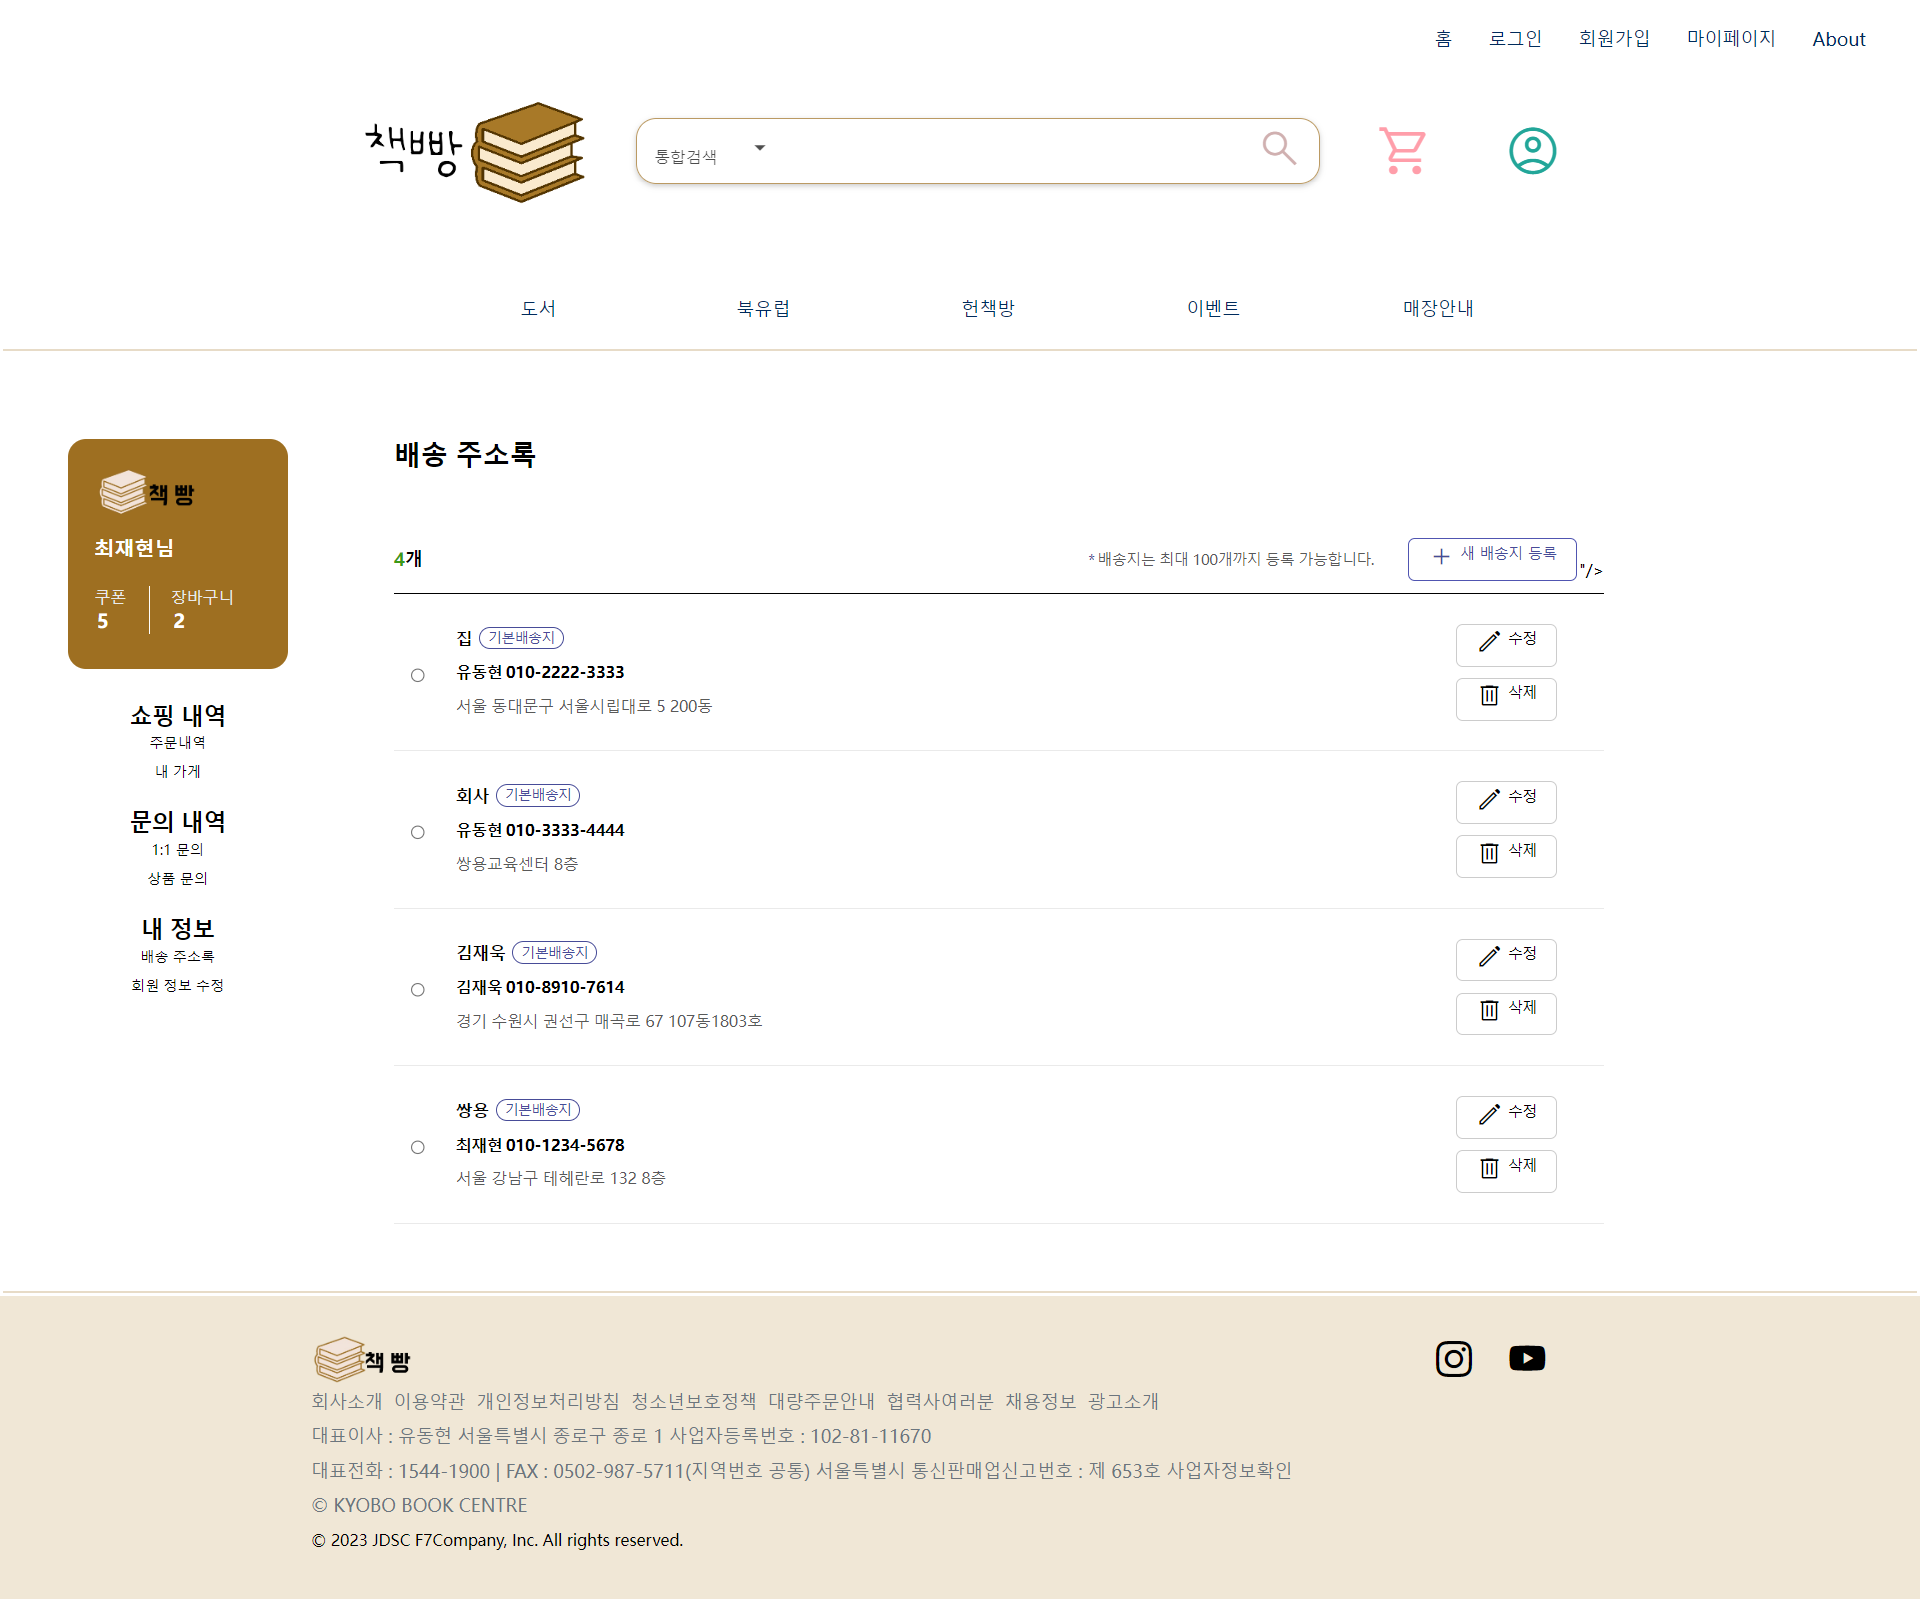 홈 로그인 회원가입 마이페이지 About
책빵
통합검색
도서 북유럽 헌책방 이벤트 매장안내
책빵
최재현님
쿠폰 장바구니
5 2
쇼핑 내역
주문내역
내 가게
문의 내역
1:1 문의
상품 문의
내 정보
배송 주소록
회원 정보 수정
배송 주소록
4개 * 배송지는 최대 100개까지 등록 가능합니다. 새 배송지 등록 "/>
집 기본배송지
유동현 010-2222-3333
서울 동대문구 서울시립대로 5 200동
수정
삭제
회사 기본배송지
유동현 010-3333-4444
쌍용교육센터 8층
수정
삭제
김재욱 기본배송지
김재욱 010-8910-7614
경기 수원시 권선구 매곡로 67 107동1803호
수정
삭제
쌍용 기본배송지
최재현 010-1234-5678
서울 강남구 테헤란로 132 8층
수정
삭제
책빵
회사소개 이용약관 개인정보처리방침 청소년보호정책 대량주문안내 협력사여러분 채용정보 광고소개
대표이사 : 유동현 서울특별시 종로구 종로 1 사업자등록번호 : 102-81-11670
대표전화 : 1544-1900 | FAX : 0502-987-5711(지역번호 공통) 서울특별시 통신판매업신고번호 : 제 653호 사업자정보확인
© KYOBO BOOK CENTRE
© 2023 JDSC F7Company, Inc. All rights reserved.